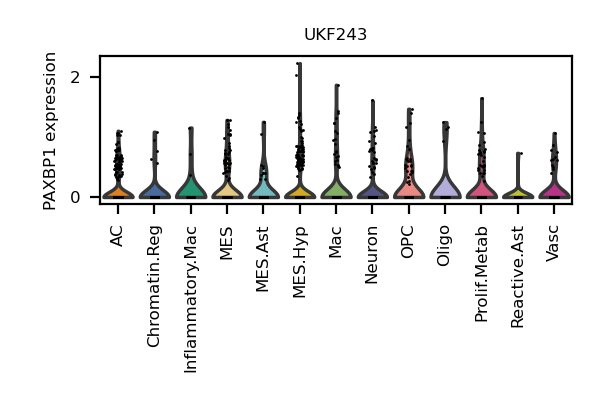 UKF243
PAXBP1 expression
2
0
AC
Chromatin.Reg
Inflammatory.Mac
MES
MES.Ast
MES.Hyp
Mac
Neuron
OPC
Oligo
Prolif.Metab
Reactive.Ast
Vasc